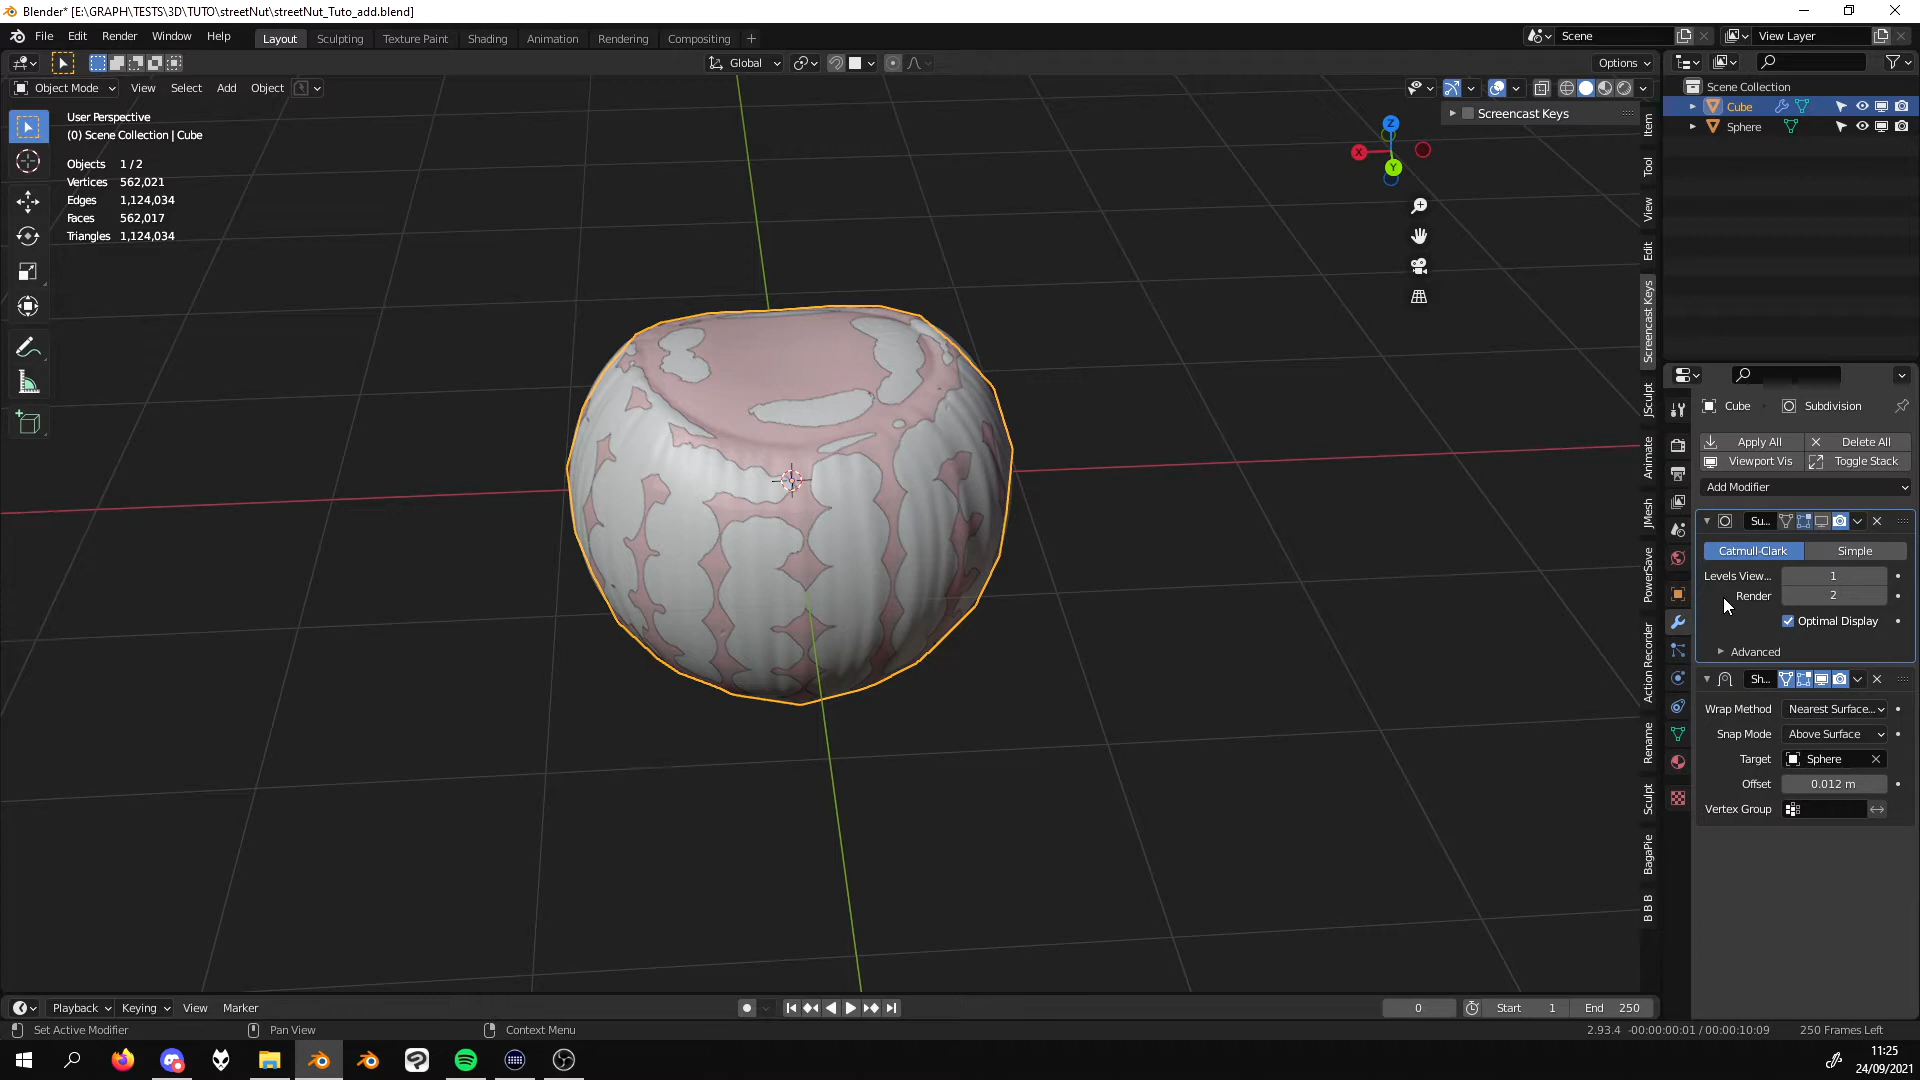 Blender* [E:\GRAPH\TESTS\3D\TUTO\streetNut\streetNut_Tuto_add.blend]
File Edit Render Window Help
Layout Sculpting Texture Paint Shading Animation Rendering Compositing +
Scene
View Layer
Global
Options
Object Mode View Select Add Object
User Perspective
(0) Scene Collection | Cube
Objects 1 / 2
Vertices 562,021
Edges 1,124,034
Faces 562,017
Triangles 1,124,034
Screencast Keys
Z
X
Y
Item
Tool
View
Edit
Screencast Keys
JSculpt
Animate
JMesh
PowerSave
Action Recorder
Rename
Sculpt
BagaPie
B B B
Scene Collection
Cube
Sphere
Cube Subdivision
Apply All Delete All
Viewport Vis Toggle Stack
Add Modifier
Su...
Catmull-Clark Simple
Levels View... 1
Render 2
Optimal Display
Advanced
Sh...
Wrap Method Nearest Surface...
Snap Mode Above Surface
Target Sphere
Offset 0.012 m
Vertex Group
Playback Keying View Marker
0 Start 1 End 250
Set Active Modifier Pan View Context Menu
2.93.4 -00:00:00:01 / 00:00:10:09 250 Frames Left
11:25
24/09/2021